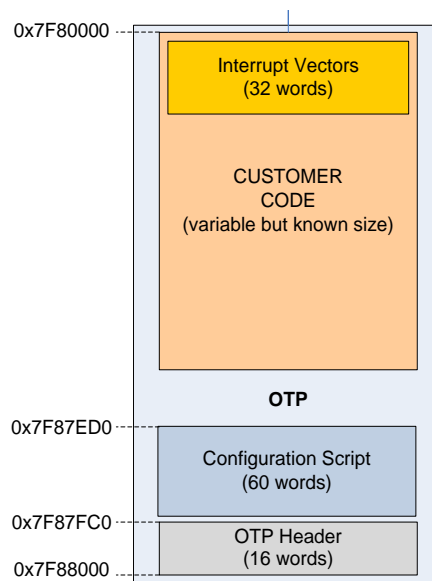 0x7F80000
Interrupt Vectors
(32 words)
CUSTOMER
CODE
(variable but known size)
OTP
0x7F87ED0
Configuration Script
(60 words)
0x7F87FC0
OTP Header
(16 words)
0x7F88000